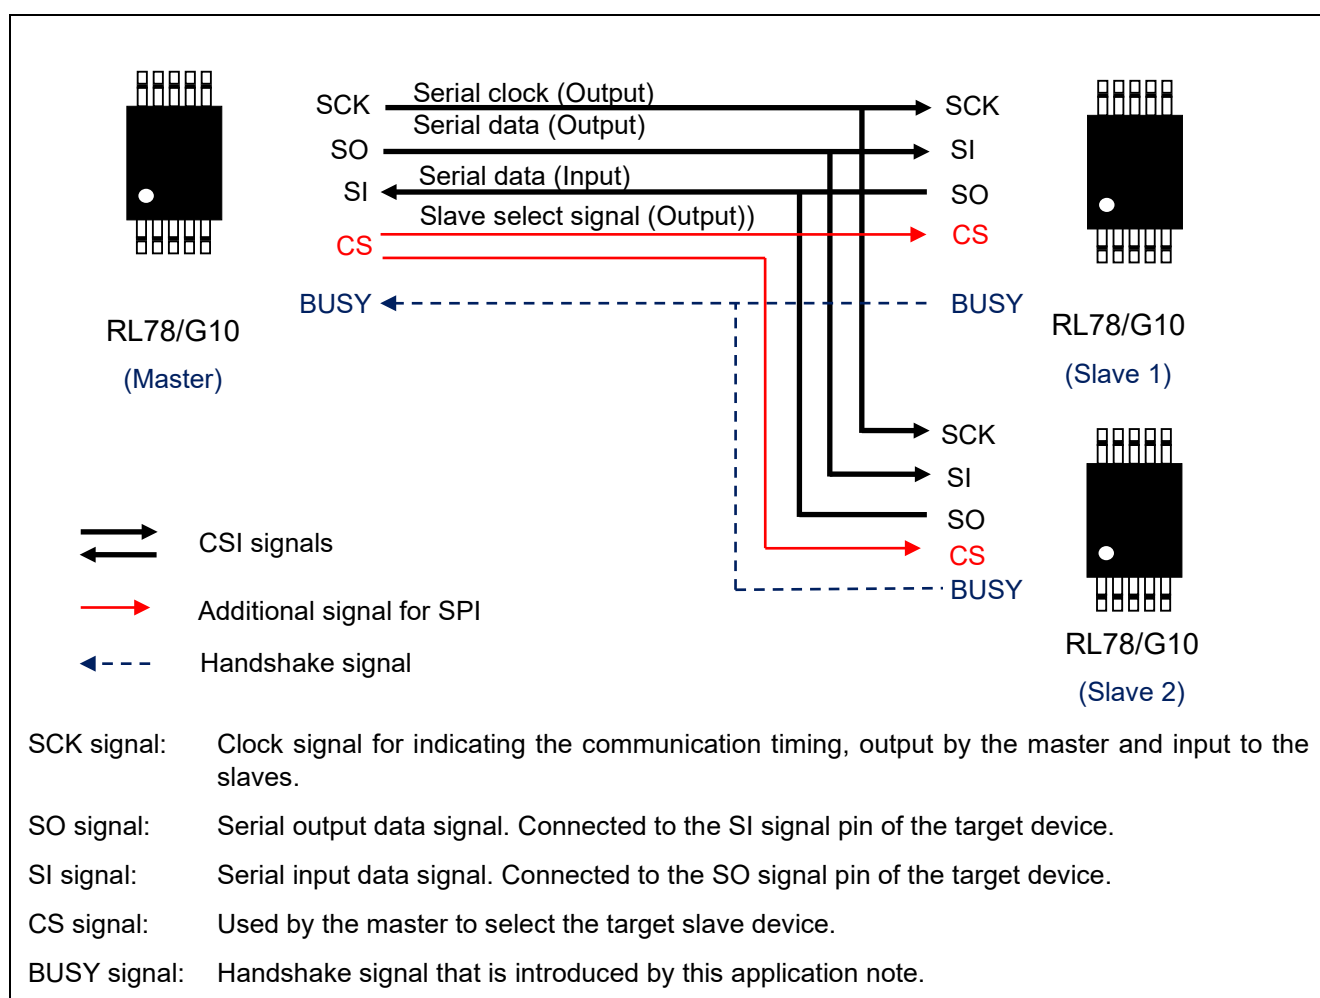 SCK Serial clock (Output) SCK
Serial data (Output)
SO SI
SI Serial data (Input) SO
Slave select signal (Output))
CS CS
BUSY BUSY
RL78/G10 RL78/G10
(Master) (Slave 1)
SCK
SI
SO
CSI signals CS
BUSY
Additional signal for SPI
RL78/G10
Handshake signal
(Slave 2)
SCK signal: Clock signal for indicating the communication timing, output by the master and input to the
slaves.
SO signal: Serial output data signal. Connected to the SI signal pin of the target device.
SI signal: Serial input data signal. Connected to the SO signal pin of the target device.
CS signal: Used by the master to select the target slave device.
BUSY signal: Handshake signal that is introduced by this application note.